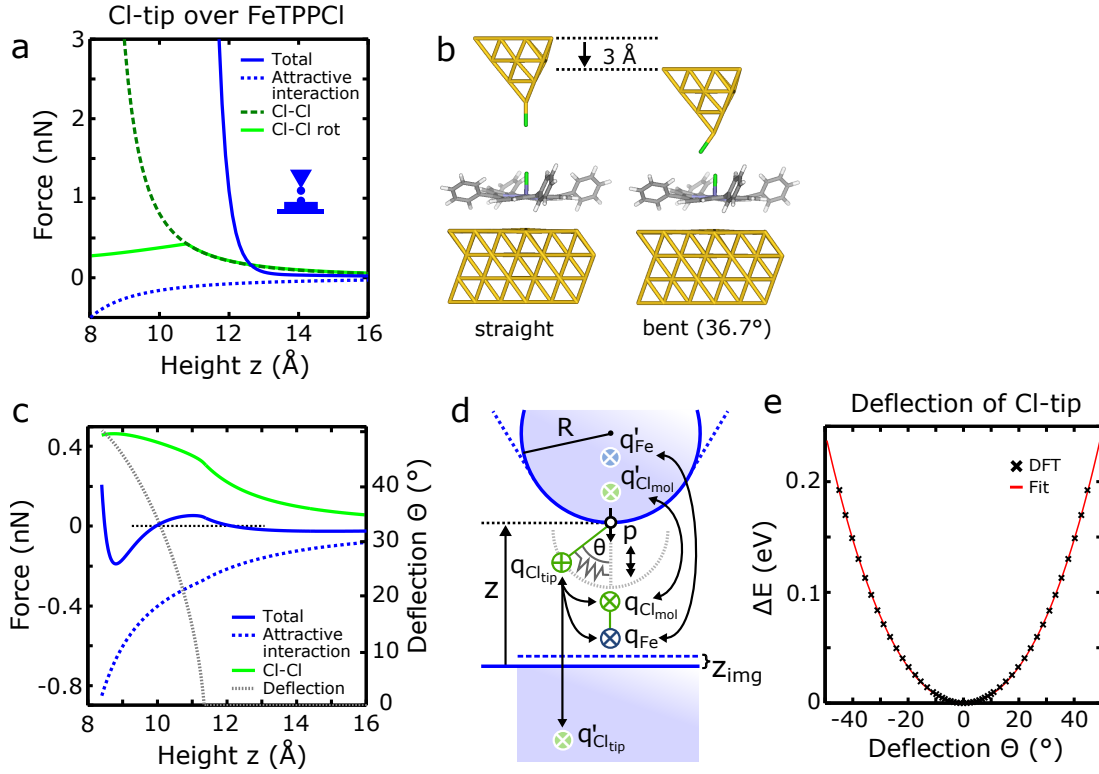 Cl-tip over FeTPPCl
a
Force (nN)
3
2
1
0
8 10 12 14 16
Height z (Å)
Total
Attractive
interaction
Cl-Cl
Cl-Cl rot
b
3 Å
straight
bent (36.7°)
c
Force (nN)
0.4
0
-0.4
-0.8
8 10 12 14 16
Height z (Å)
40
30
20
10
0
Deflection Θ (°)
Total
Attractive
interaction
Cl-Cl
Deflection
d
R
q'Fe
q'Clmol
p
θ
qCltip
z
qClmol
qFe
zimg
q'Cltip
e
Deflection of Cl-tip
ΔE (eV)
0.2
0.1
0
-40 -20 0 20 40
Deflection Θ (°)
DFT
Fit